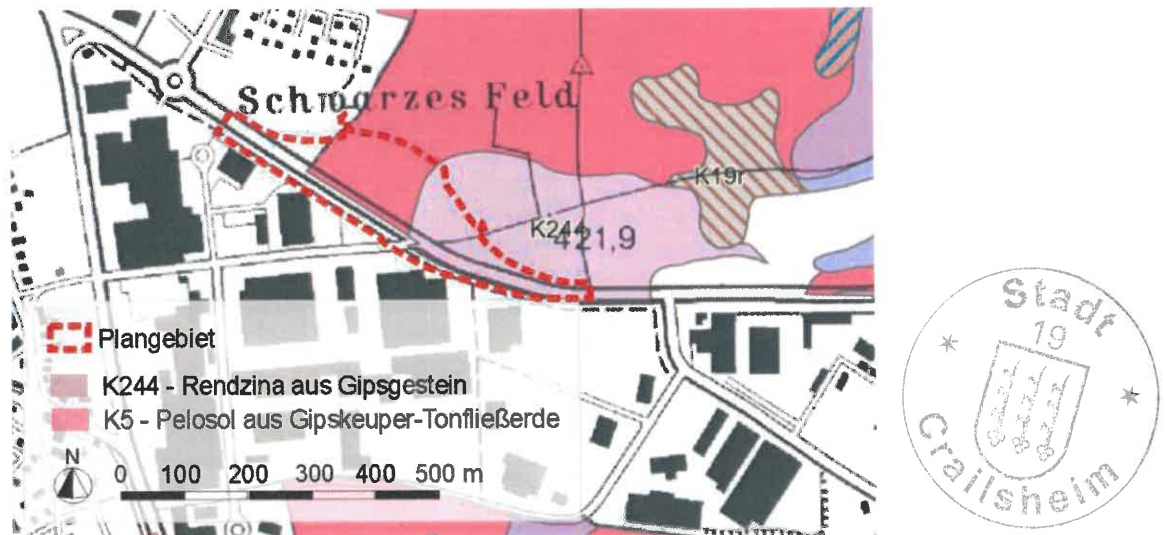 Schwarzes Feld
K19r
K244
421,9
Plangebiet
K244 - Rendzina aus Gipsgestein
K5 - Pelosol aus Gipskeuper-Tonfließerde
N
0 100 200 300 400 500 m
Stadt
19
Crailsheim